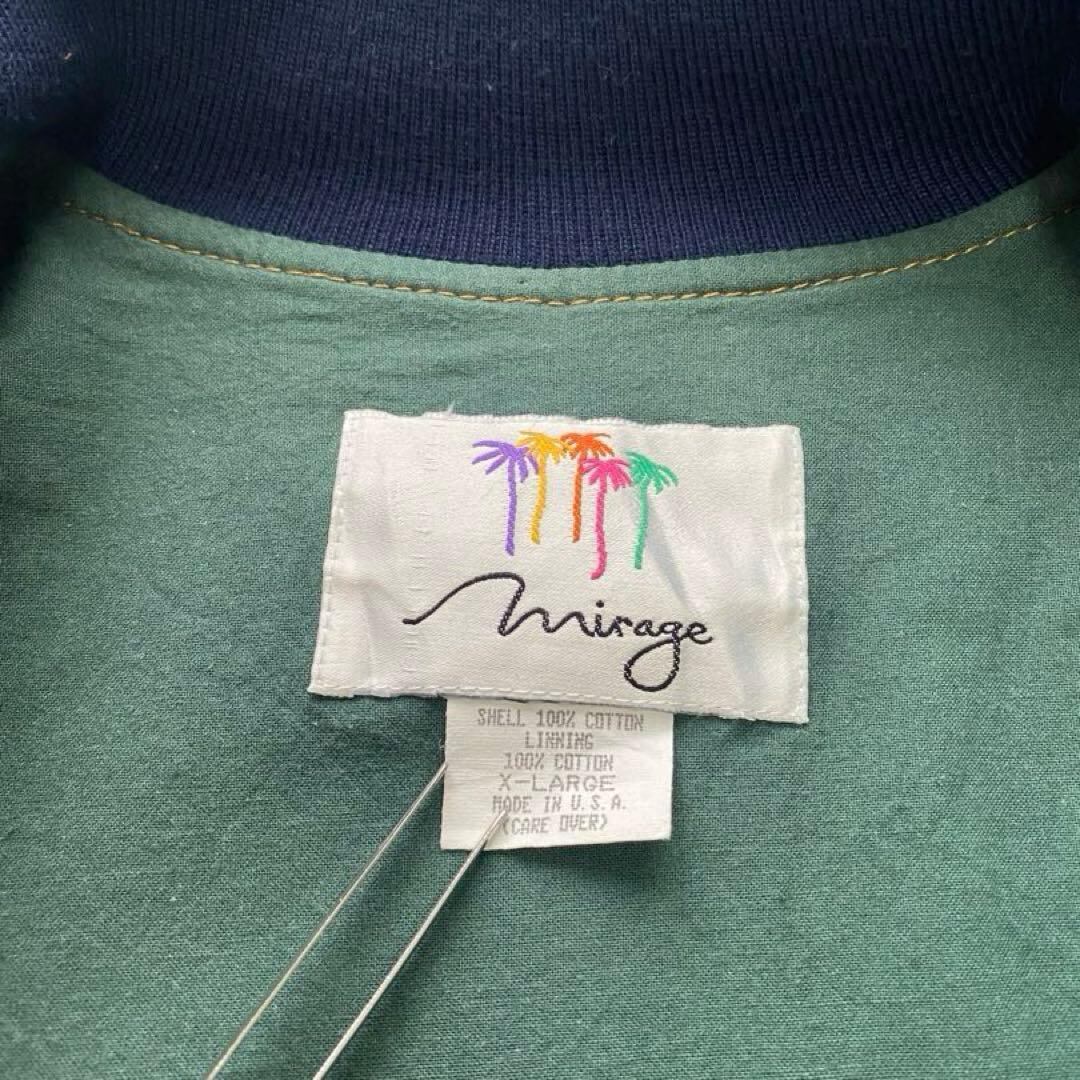 mirage
SHELL 100% COTTON
LINNING
100% COTTON
X-LARGE
MADE IN U.S.A.
(CARE OVER)